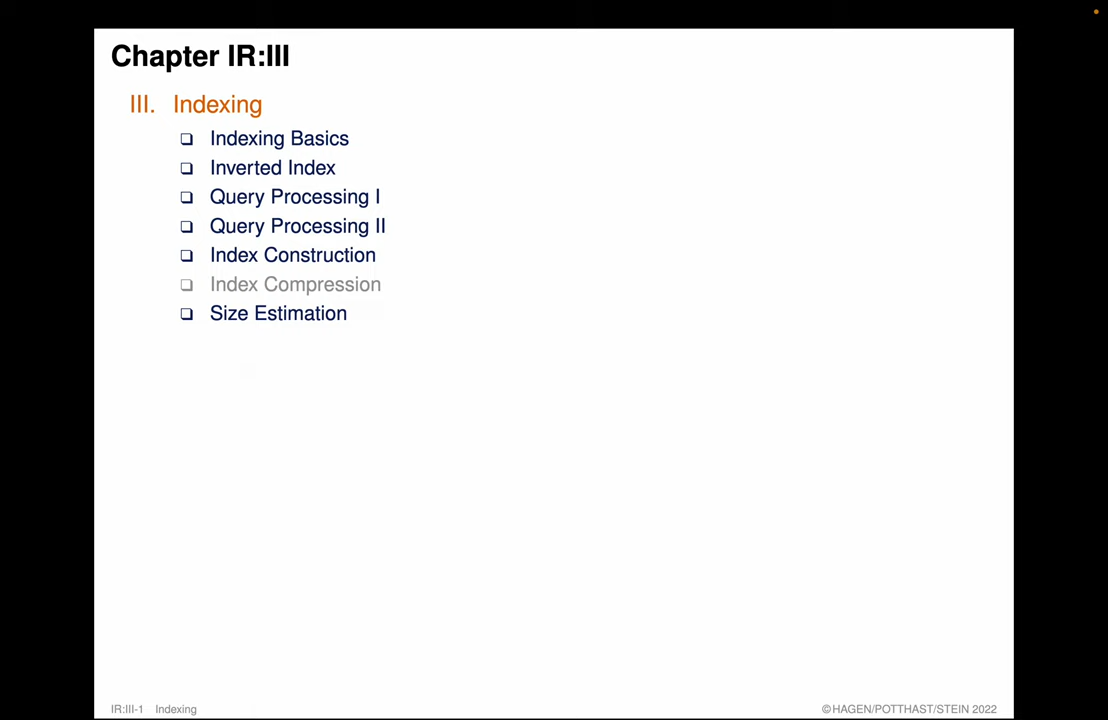 Chapter IR:III
III. Indexing
❑ Indexing Basics
❑ Inverted Index
❑ Query Processing I
❑ Query Processing II
❑ Index Construction
❑ Index Compression
❑ Size Estimation
IR:III-1 Indexing
©HAGEN/POTTHAST/STEIN 2022